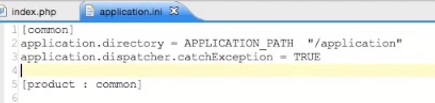 index.php application.ini
1 [common]
2 application.directory = APPLICATION_PATH "/application"
3 application.dispatcher.catchException = TRUE
4
5 [product : common]
6